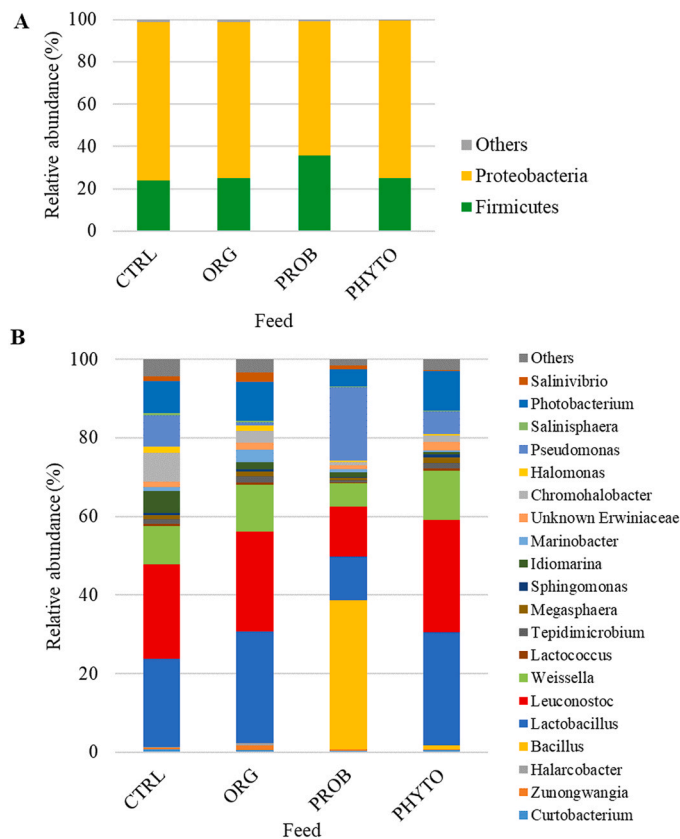 A
Relative abundance (%)
100
80
60
40
20
0
CTRL
ORG
PROB
PHYTO
Feed
Others
Proteobacteria
Firmicutes
B
Relative abundance (%)
100
80
60
40
20
0
CTRL
ORG
PROB
PHYTO
Feed
Others
Salinivibrio
Photobacterium
Salinisphaera
Pseudomonas
Halomonas
Chromohalobacter
Unknown Erwiniaceae
Marinobacter
Idiomarina
Sphingomonas
Megasphaera
Tepidimicrobium
Lactococcus
Weissella
Leuconostoc
Lactobacillus
Bacillus
Halarcobacter
Zunongwangia
Curtobacterium